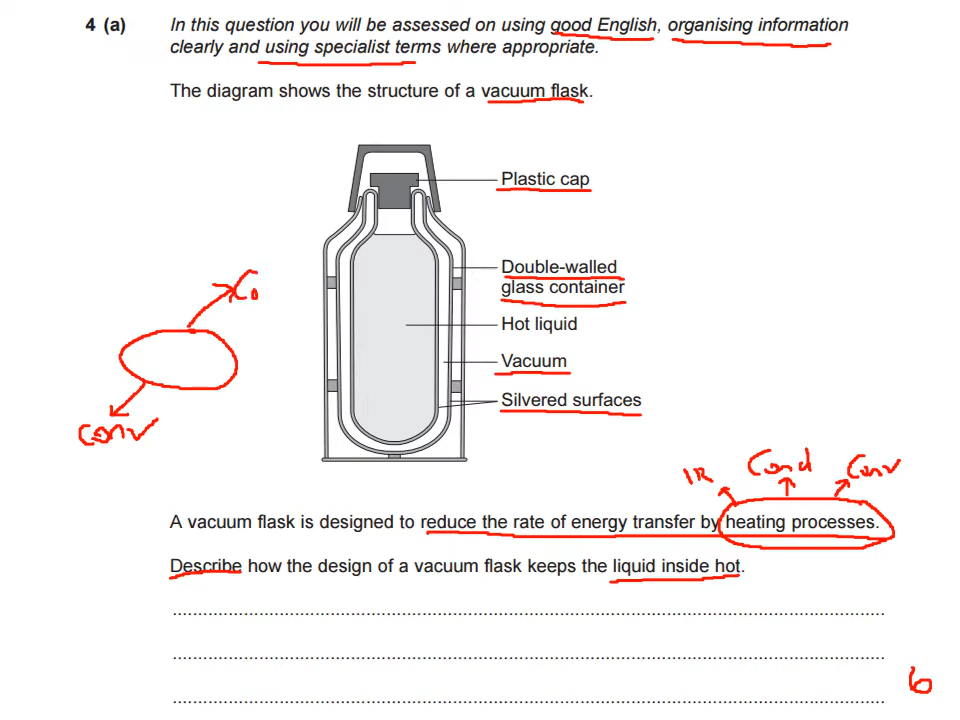 4 (a) In this question you will be assessed on using good English, organising information
clearly and using specialist terms where appropriate.
The diagram shows the structure of a vacuum flask.
Plastic cap
Double-walled
glass container
Hot liquid
Vacuum
Silvered surfaces
Conv
IR Cond Conv
A vacuum flask is designed to reduce the rate of energy transfer by heating processes.
Describe how the design of a vacuum flask keeps the liquid inside hot.
6